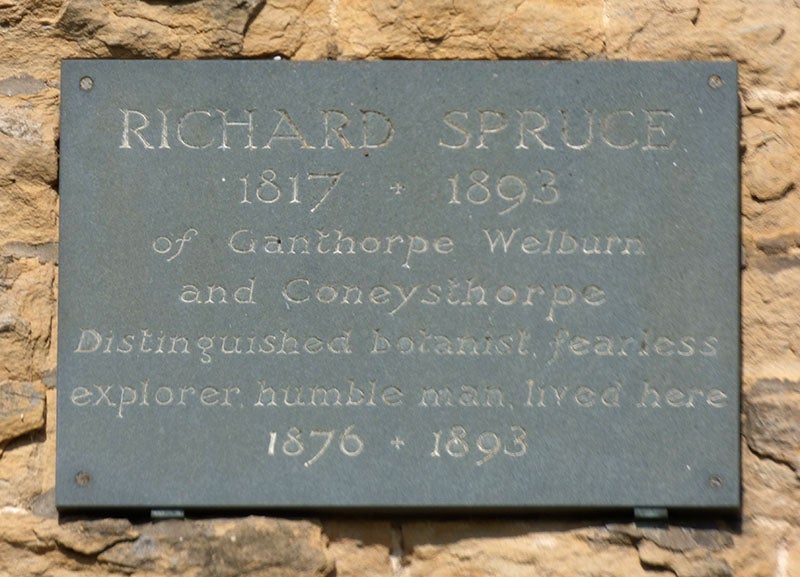 RICHARD SPRUCE
1817 + 1893
of Ganthorpe Welburn
and Coneysthorpe
Distinguished botanist, fearless
explorer, humble man, lived here
1876 + 1893